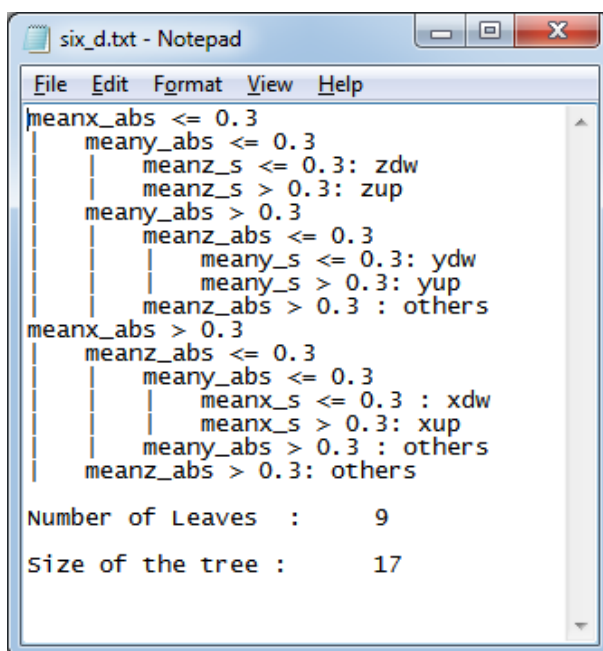 six_d.txt - Notepad
File Edit Format View Help
meanx_abs <= 0.3
|   meany_abs <= 0.3
|   |   meanz_s <= 0.3: zdw
|   |   meanz_s > 0.3: zup
|   meany_abs > 0.3
|   |   meanz_abs <= 0.3
|   |   |   meany_s <= 0.3: ydw
|   |   |   meany_s > 0.3: yup
|   |   meanz_abs > 0.3 : others
meanx_abs > 0.3
|   meanz_abs <= 0.3
|   |   meany_abs <= 0.3
|   |   |   meanx_s <= 0.3 : xdw
|   |   |   meanx_s > 0.3: xup
|   |   meany_abs > 0.3 : others
|   meanz_abs > 0.3: others
Number of Leaves  :     9
Size of the tree :      17